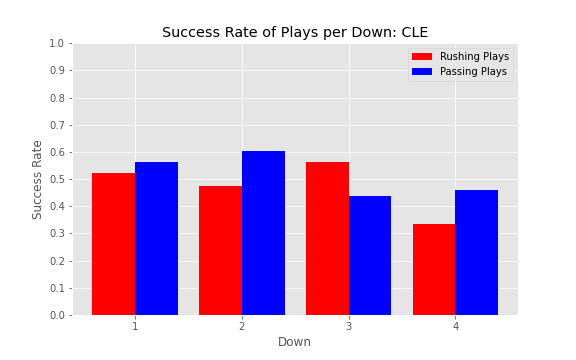 Success Rate of Plays per Down: CLE
1.0
0.9
0.8
0.7
0.6
0.5
0.4
0.3
0.2
0.1
0.0
Success Rate
Rushing Plays
Passing Plays
1 2 3 4
Down